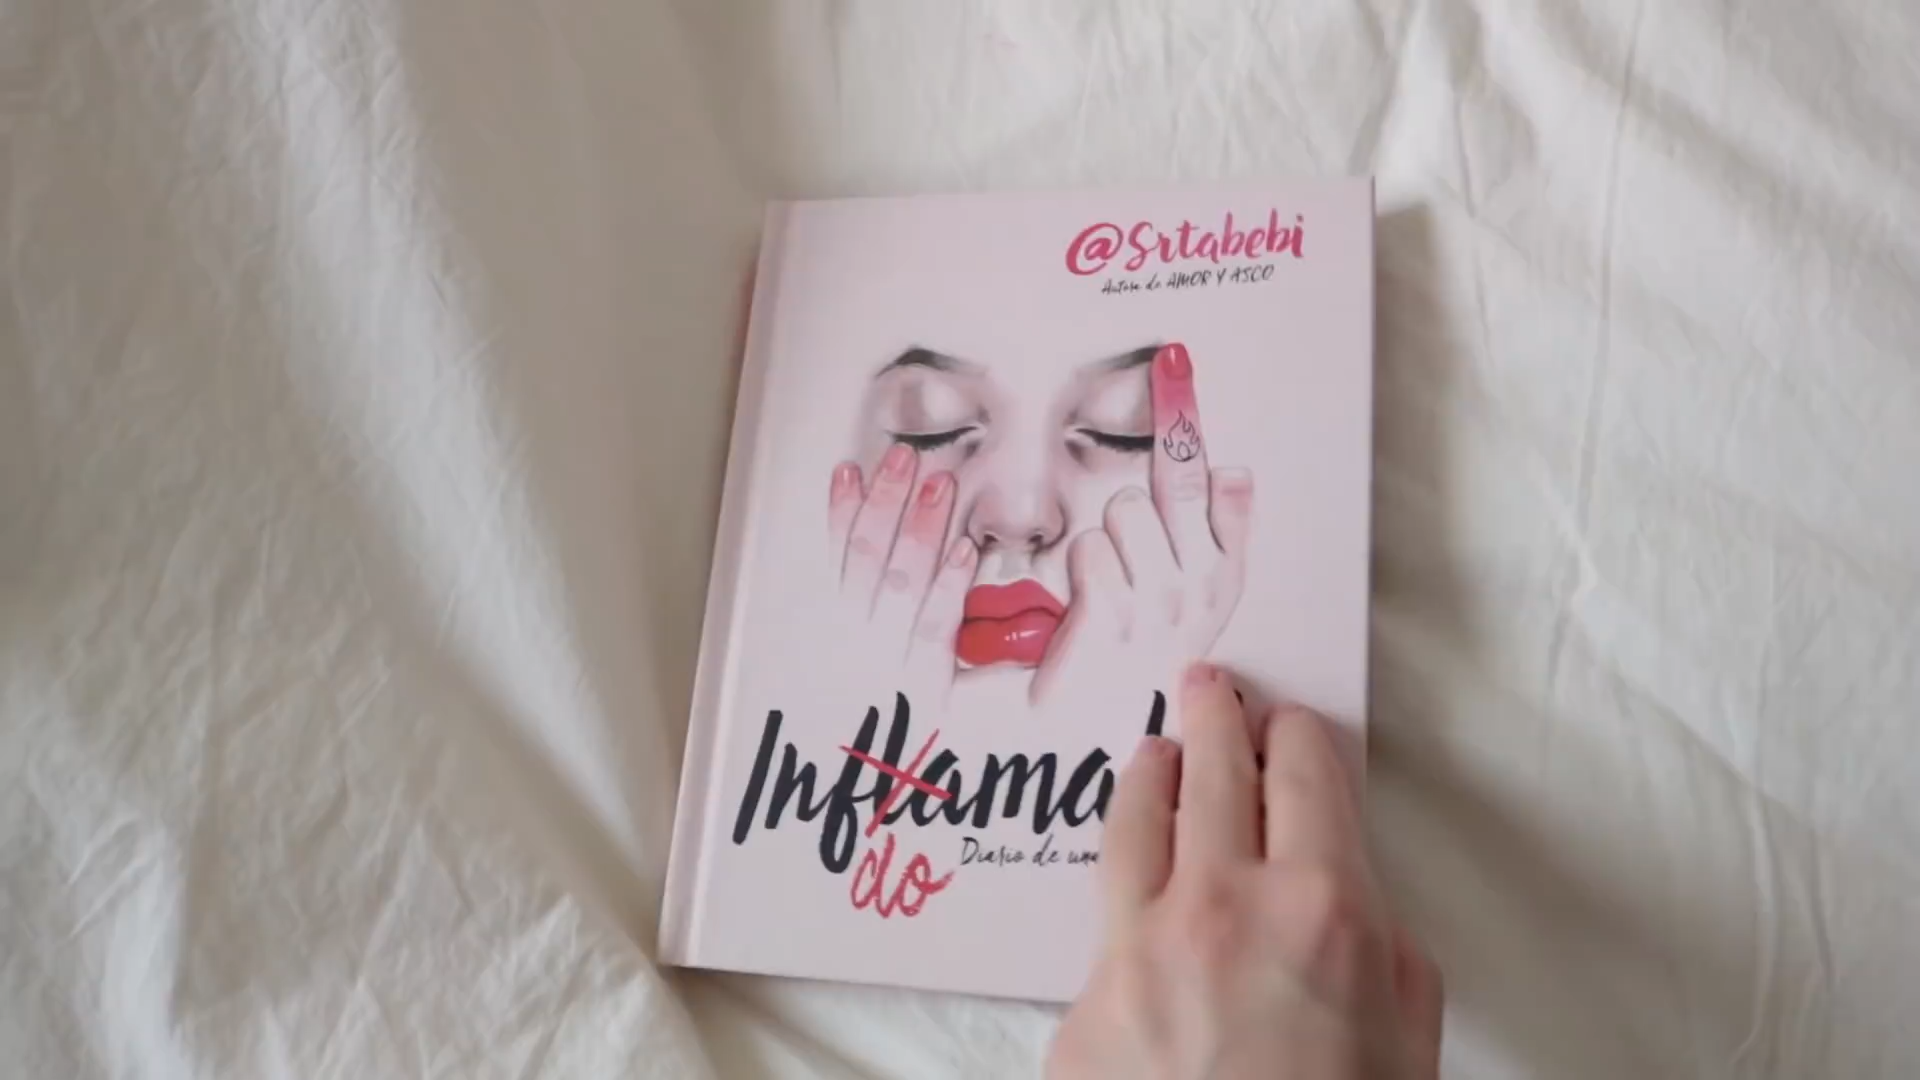 @Srtabebi
Autora de AMOR Y ASCO
Inflama
do
Diario de una